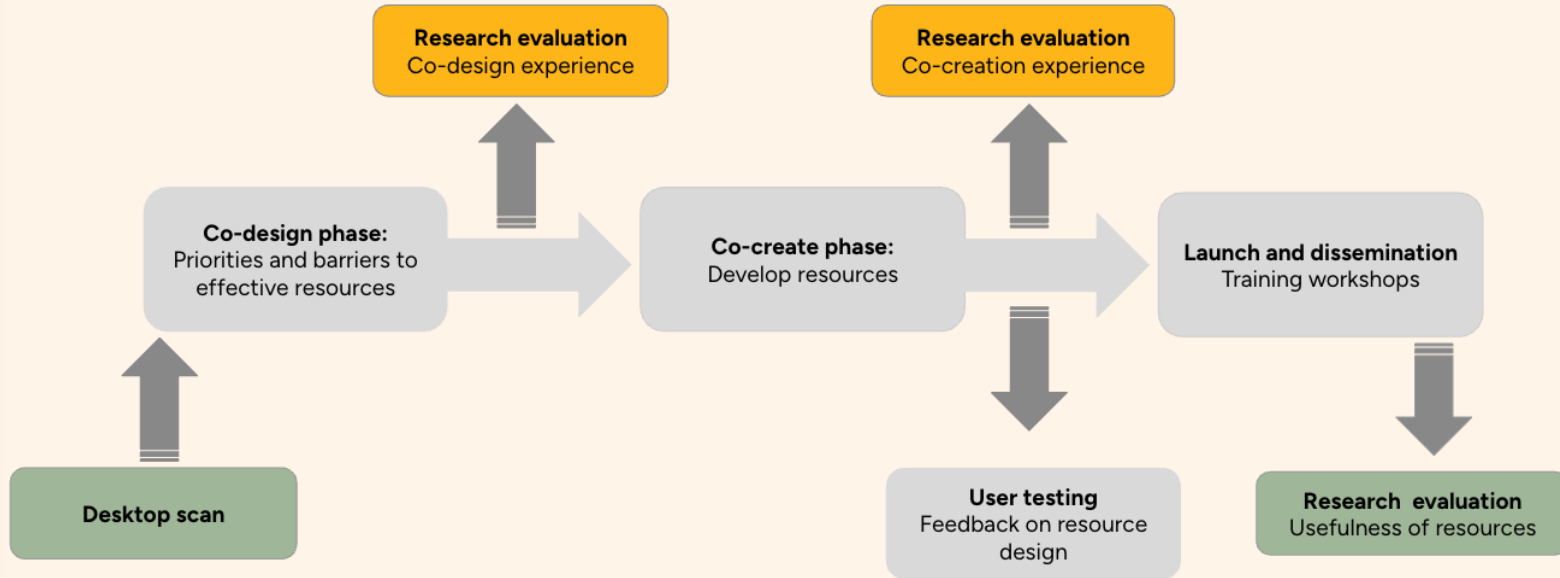 Research evaluation
Co-design experience
Research evaluation
Co-creation experience
Co-design phase:
Priorities and barriers to
effective resources
Co-create phase:
Develop resources
Launch and dissemination
Training workshops
Desktop scan
User testing
Feedback on resource
design
Research evaluation
Usefulness of resources